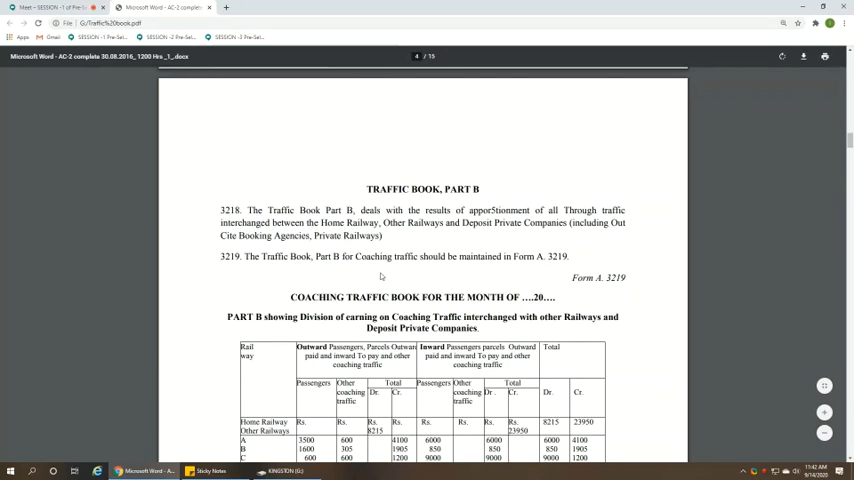 Meet – SESSION -1 of Pre-S
Microsoft Word - AC-2 complete
File | G:/Traffic%20book.pdf
Apps Gmail SESSION -1 Pre-Sel... SESSION -2 Pre-Sel... SESSION -3 Pre-Sel...
Microsoft Word - AC-2 complete 30.08.2016_ 1200 Hrs _1_.docx
4 / 15
TRAFFIC BOOK, PART B
3218. The Traffic Book Part B, deals with the results of appor5tionment of all Through traffic
interchanged between the Home Railway, Other Railways and Deposit Private Companies (including Out
Cite Booking Agencies, Private Railways)
3219. The Traffic Book, Part B for Coaching traffic should be maintained in Form A. 3219.
Form A. 3219
COACHING TRAFFIC BOOK FOR THE MONTH OF ….20….
PART B showing Division of earning on Coaching Traffic interchanged with other Railways and
Deposit Private Companies.
Rail Outward Passengers, Parcels Outward Inward Passengers parcels Outward Total
way paid and inward To pay and other paid and inward To pay and other
coaching traffic coaching traffic
Passengers Other Total Passengers Other Total
coaching Dr. Cr. coaching Dr . Cr. Dr. Cr.
traffic traffic
Home Railway Rs. Rs. Rs. Rs. Rs. Rs. Rs. 8215 23950
Other Railways 8215 23950
A 3500 600 4100 6000 6000 6000 4100
B 1600 305 1905 850 850 850 1905
C 600 600 1200 9000 9000 9000 1200
Microsoft Word - A... Sticky Notes KINGSTON (G:)
11:42 AM
9/14/2020